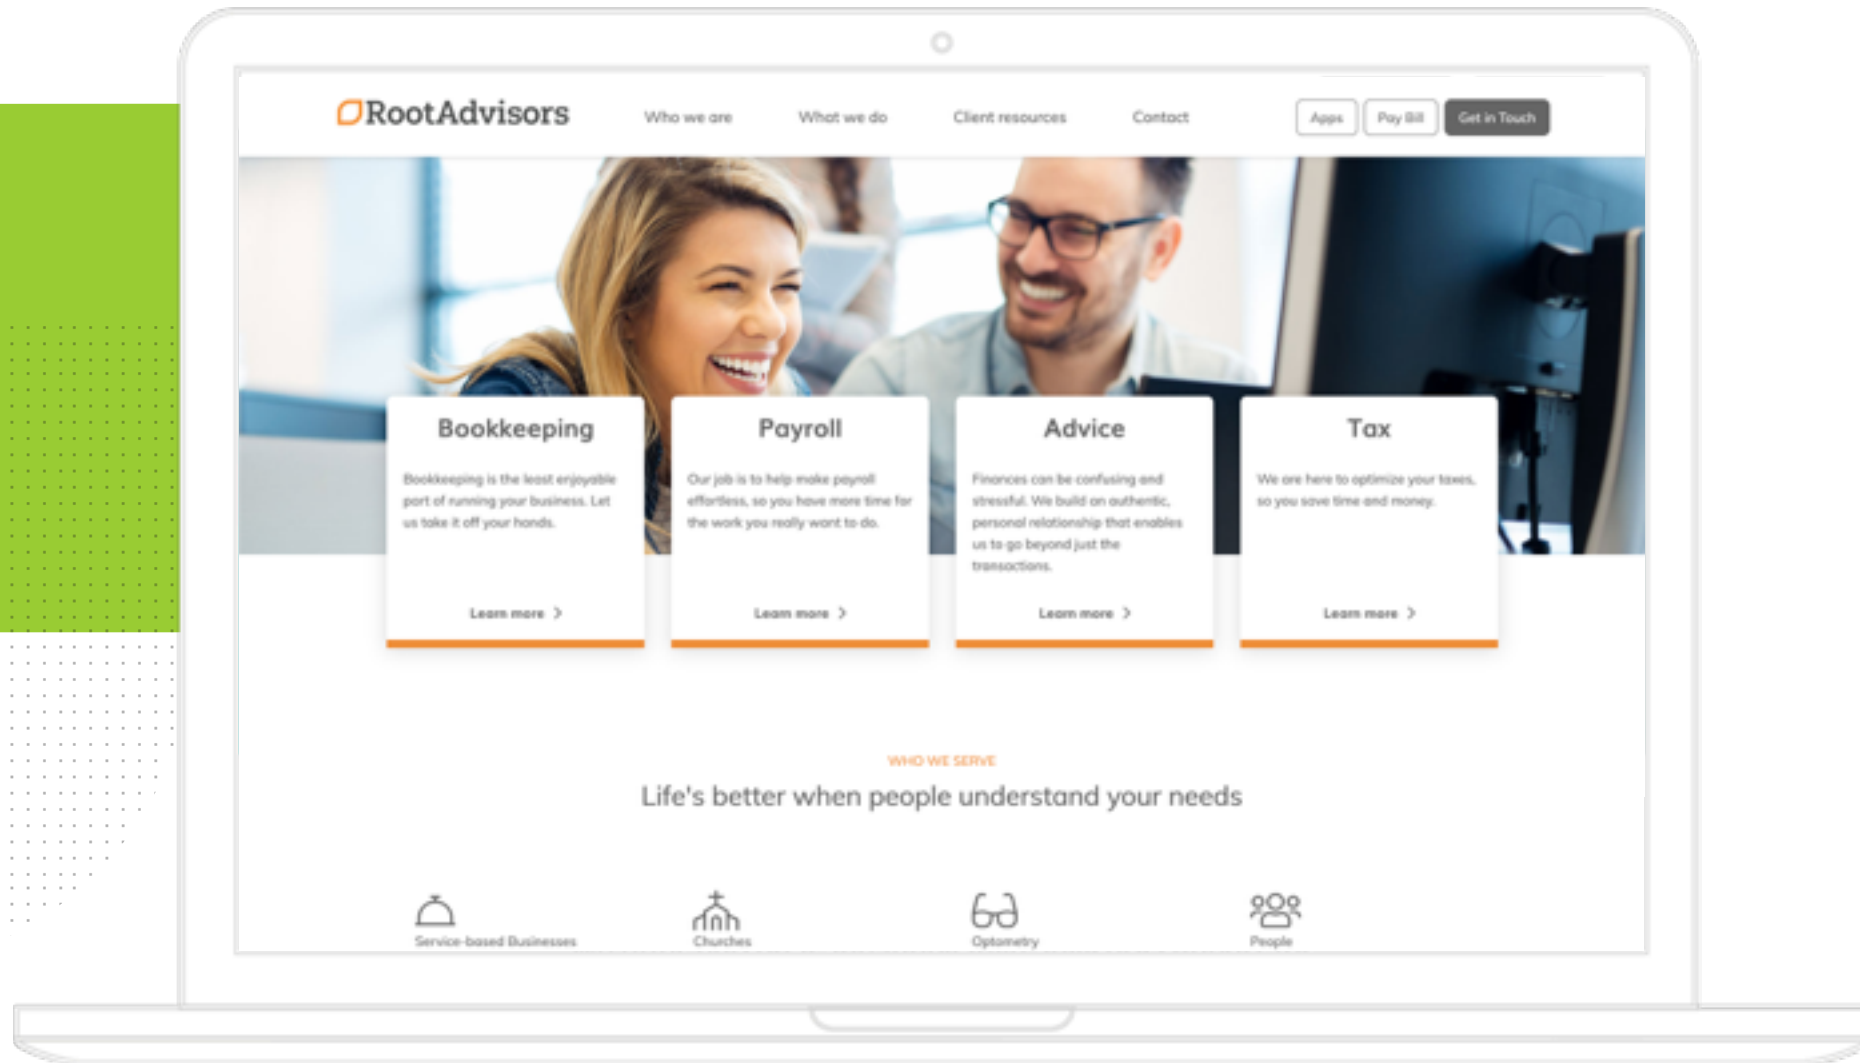 RootAdvisors
Who we are
What we do
Client resources
Contact
Apps
Pay Bill
Get in Touch
Bookkeeping
Bookkeeping is the least enjoyable
part of running your business. Let
us take it off your hands.
Learn more
Payroll
Our job is to help make payroll
effortless, so you have more time for
the work you really want to do.
Learn more
Advice
Finances can be confusing and
stressful. We build an authentic,
personal relationship that enables
us to go beyond just the
transactions.
Learn more
Tax
We are here to optimize your taxes,
so you save time and money.
Learn more
WHO WE SERVE
Life's better when people understand your needs
Service-based Businesses
Churches
Optometry
People